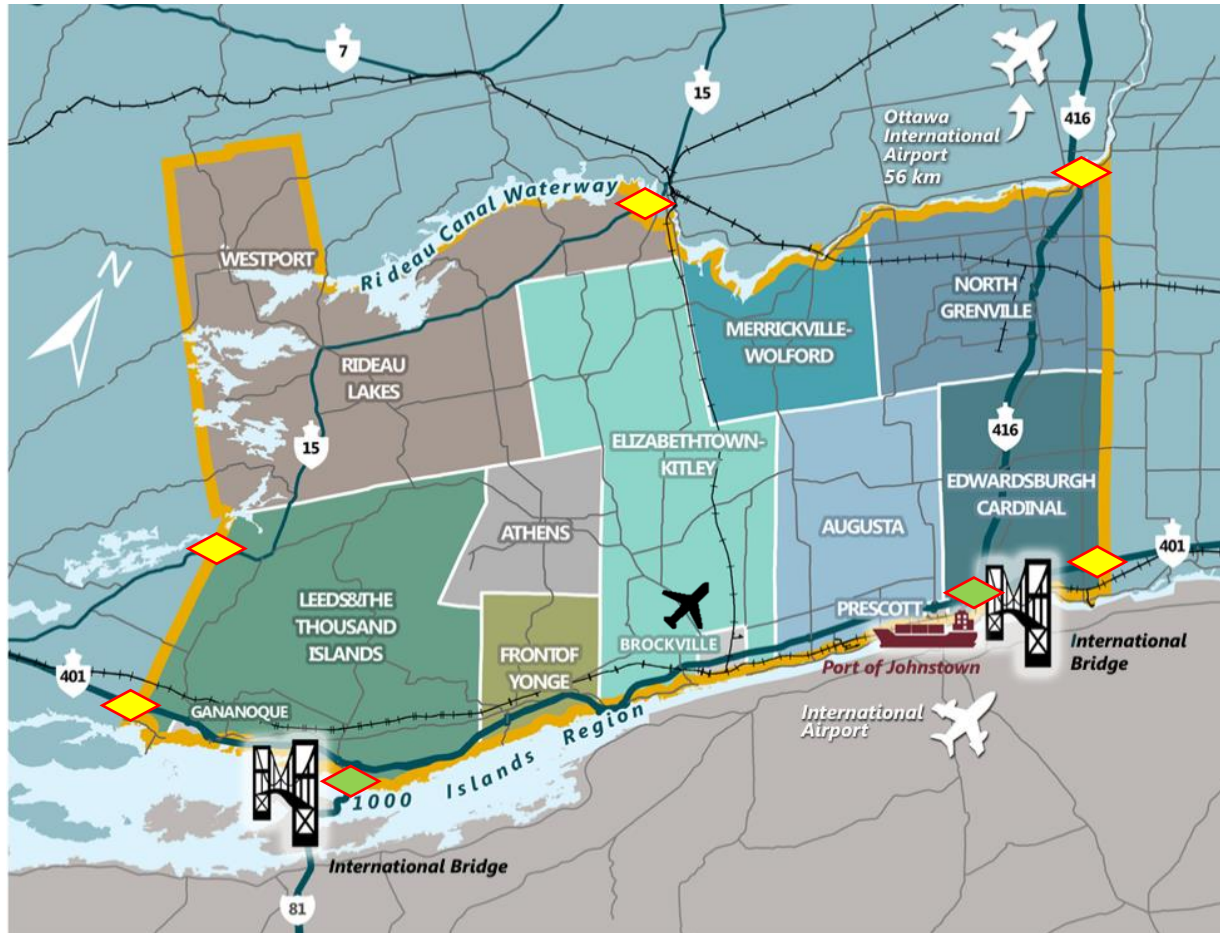 7
15
416
Ottawa
International
Airport
56 km
N
Rideau Canal Waterway
WESTPORT
NORTH
GRENVILLE
MERRICKVILLE-
WOLFORD
RIDEAU
LAKES
15
416
ELIZABETHTOWN-
KITLEY
EDWARDSBURGH
CARDINAL
ATHENS
AUGUSTA
401
LEEDS&THE
THOUSAND
ISLANDS
PRESCOTT
BROCKVILLE
FRONTOF
YONGE
Port of Johnstown
International
Bridge
401
GANANOQUE
International
Airport
1000 Islands Region
International Bridge
81